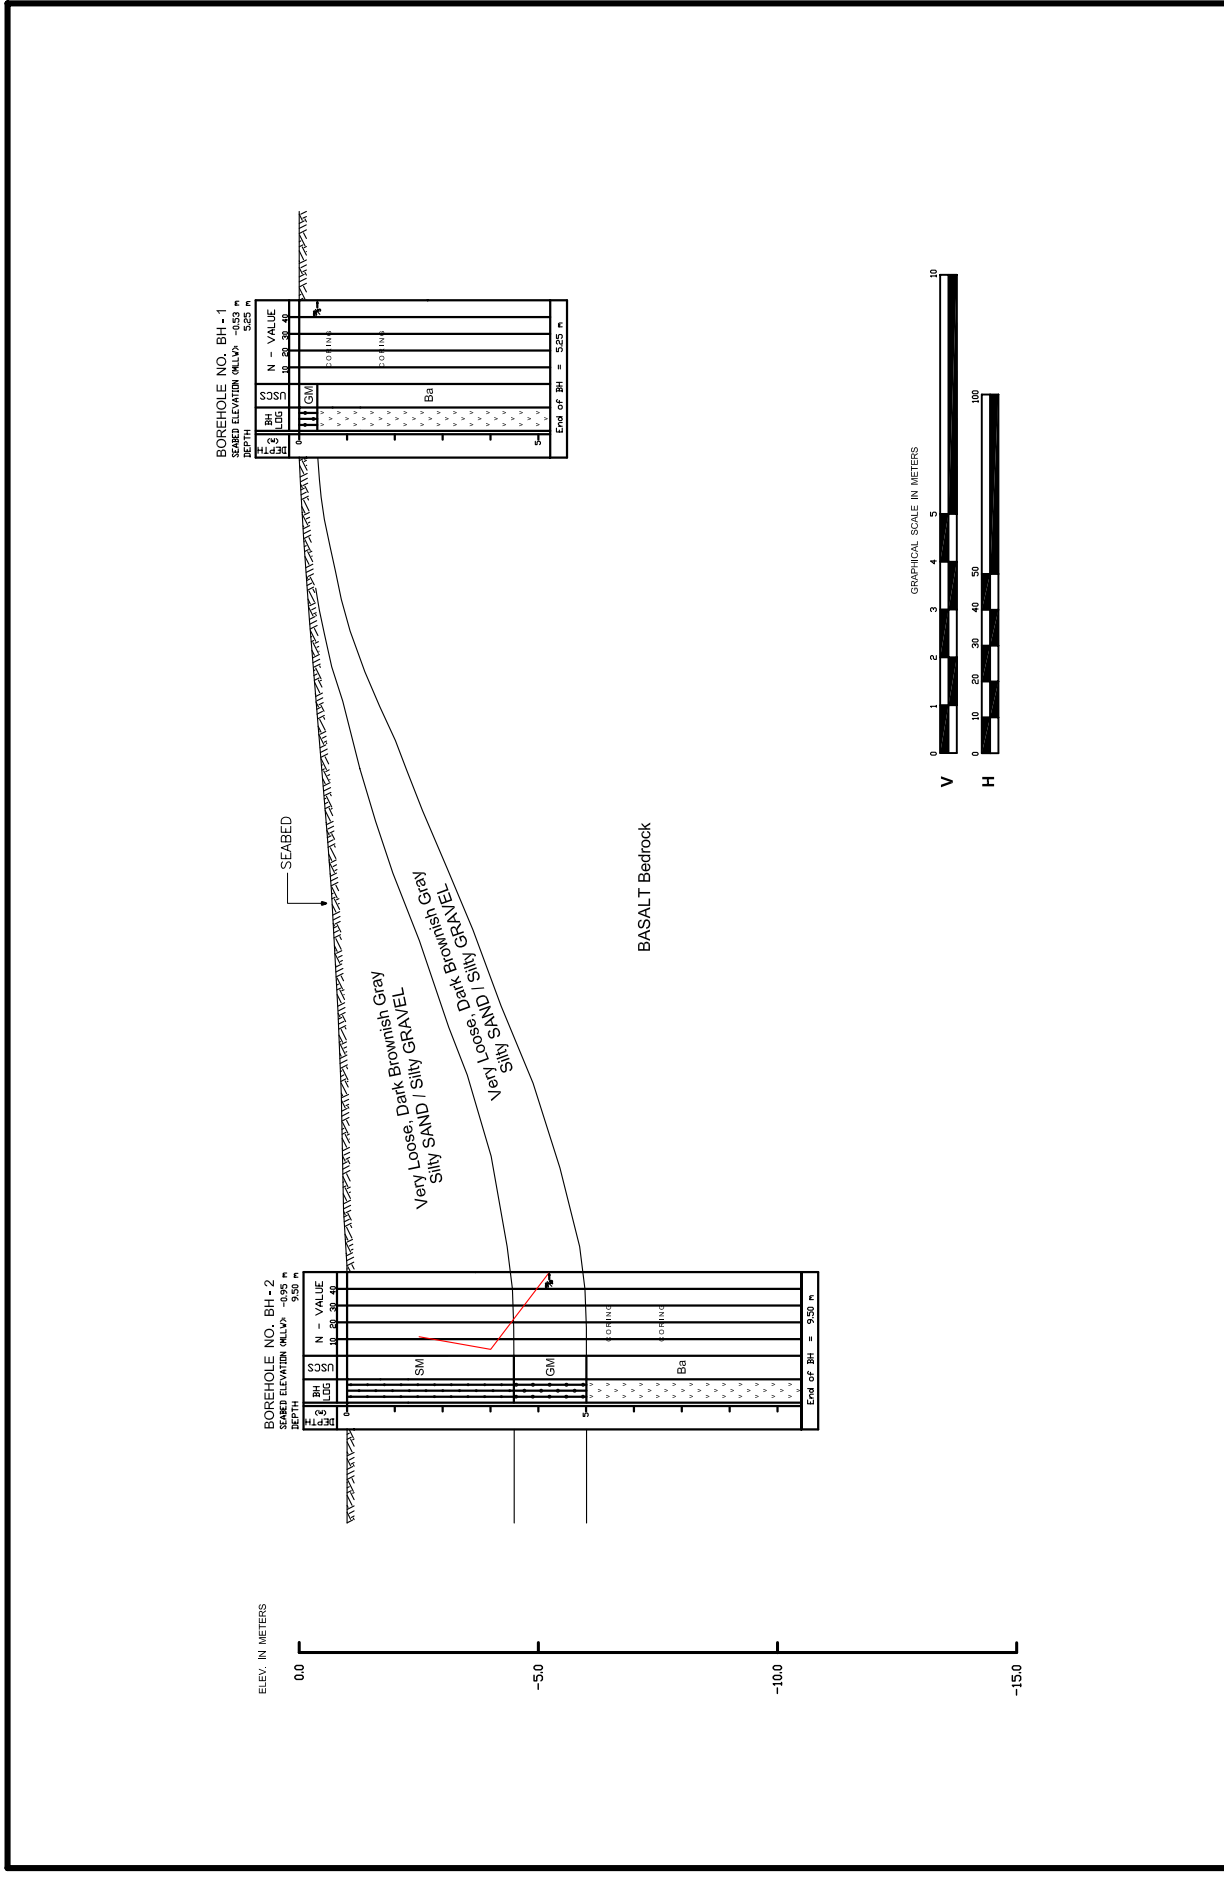 BOREHOLE NO. BH - 2
SEABED ELEVATION (MLLW): -0.95 m
DEPTH 9.50 m
DEPTH (m)
BH LOG
USCS
N - VALUE
10 20 30 40
0
5
SM
GM
Ba
CORING
CORING
End of BH = 9.50 m
BOREHOLE NO. BH - 1
SEABED ELEVATION (MLLW): -0.53 m
DEPTH 5.25 m
DEPTH (m)
BH LOG
USCS
N - VALUE
10 20 30 40
0
5
GM
Ba
CORING
CORING
End of BH = 5.25 m
SEABED
Very Loose, Dark Brownish Gray
Silty SAND / Silty GRAVEL
Very Loose, Dark Brownish Gray
Silty SAND / Silty GRAVEL
BASALT Bedrock
ELEV. IN METERS
0.0
-5.0
-10.0
-15.0
GRAPHICAL SCALE IN METERS
V
0 1 2 3 4 5 10
H
0 10 20 30 40 50 100